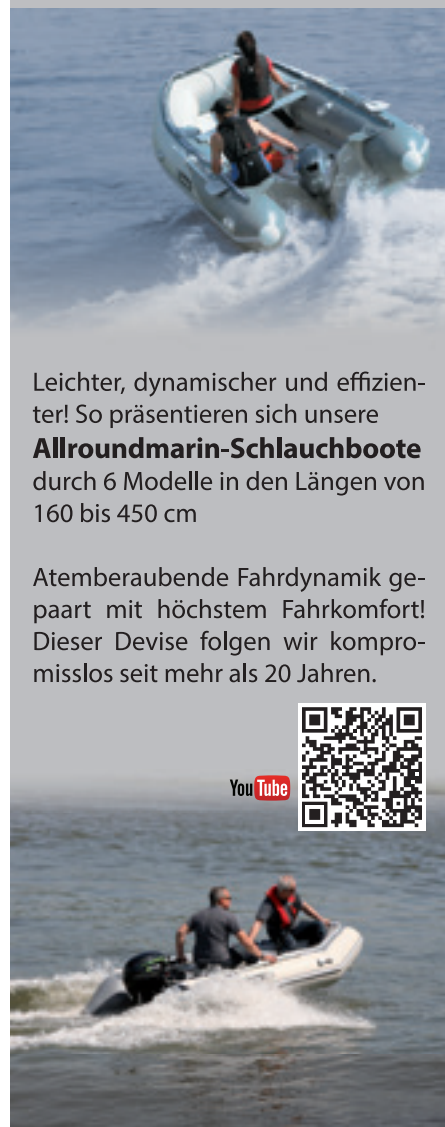 Leichter, dynamischer und effizien-
ter! So präsentieren sich unsere
Allroundmarin-Schlauchboote
durch 6 Modelle in den Längen von
160 bis 450 cm
Atemberaubende Fahrdynamik ge-
paart mit höchstem Fahrkomfort!
Dieser Devise folgen wir kompro-
misslos seit mehr als 20 Jahren.
YouTube